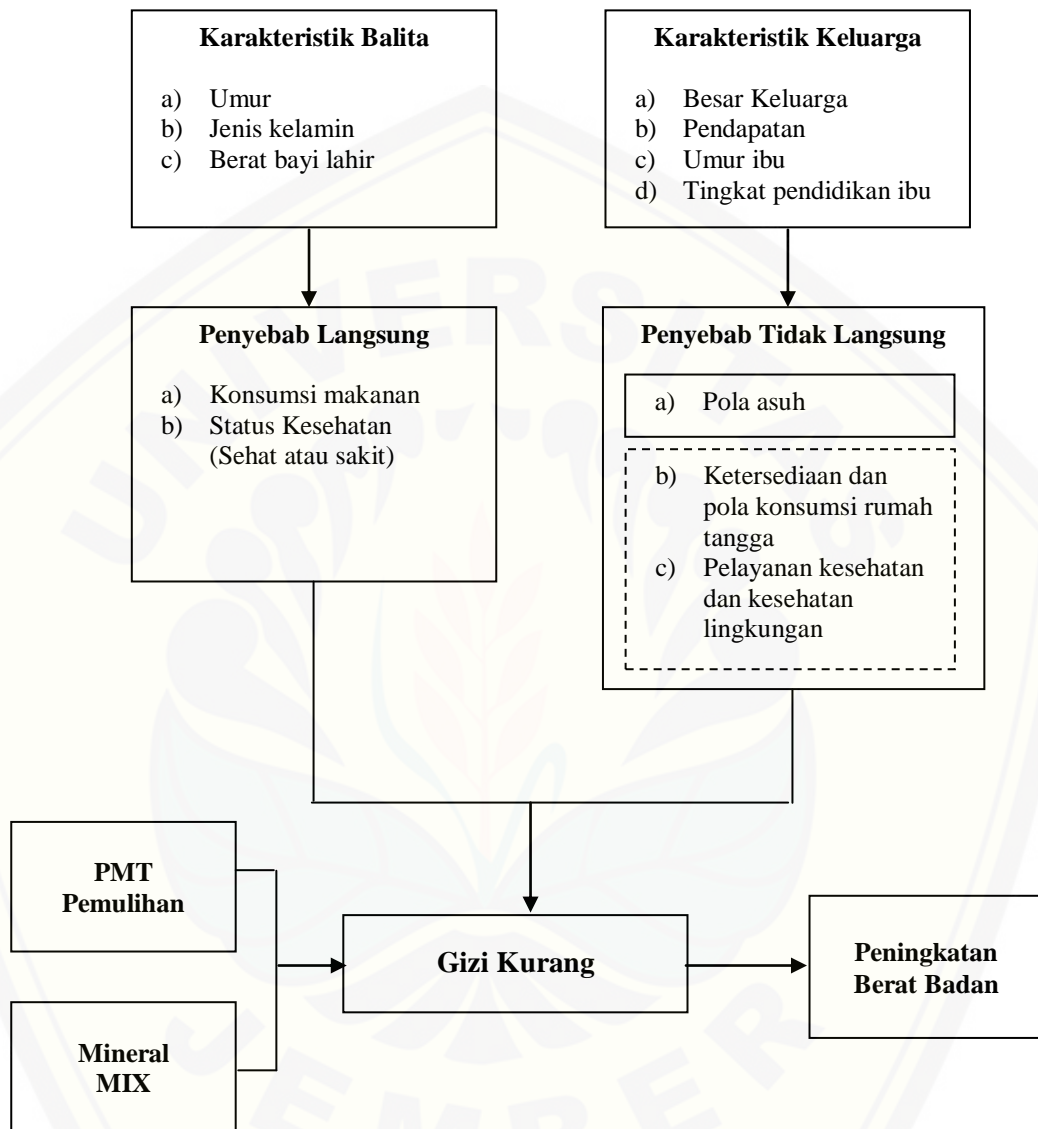 Karakteristik Balita
a) Umur
b) Jenis kelamin
c) Berat bayi lahir
Karakteristik Keluarga
a) Besar Keluarga
b) Pendapatan
c) Umur ibu
d) Tingkat pendidikan ibu
Penyebab Langsung
a) Konsumsi makanan
b) Status Kesehatan
(Sehat atau sakit)
Penyebab Tidak Langsung
a) Pola asuh
b) Ketersediaan dan
pola konsumsi rumah
tangga
c) Pelayanan kesehatan
dan kesehatan
lingkungan
PMT
Pemulihan
Gizi Kurang
Peningkatan
Berat Badan
Mineral
MIX
UNIVERSITAS
JEMBER